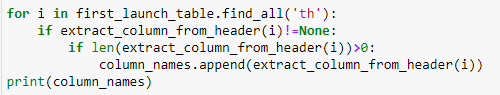 for i in first_launch_table.find_all('th'):
    if extract_column_from_header(i)!=None:
        if len(extract_column_from_header(i))>0:
            column_names.append(extract_column_from_header(i))
print(column_names)